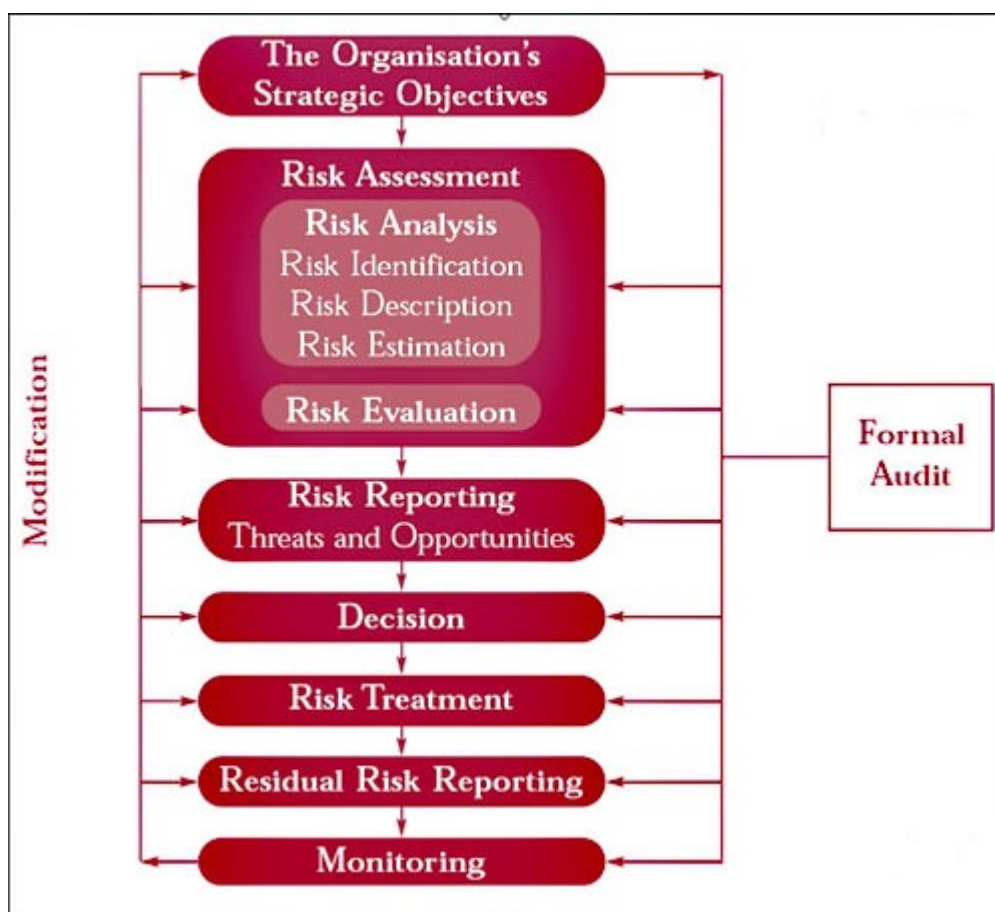 The Organisation's
Strategic Objectives
Risk Assessment
Risk Analysis
Risk Identification
Risk Description
Risk Estimation
Risk Evaluation
Risk Reporting
Threats and Opportunities
Decision
Risk Treatment
Residual Risk Reporting
Monitoring
Modification
Formal
Audit